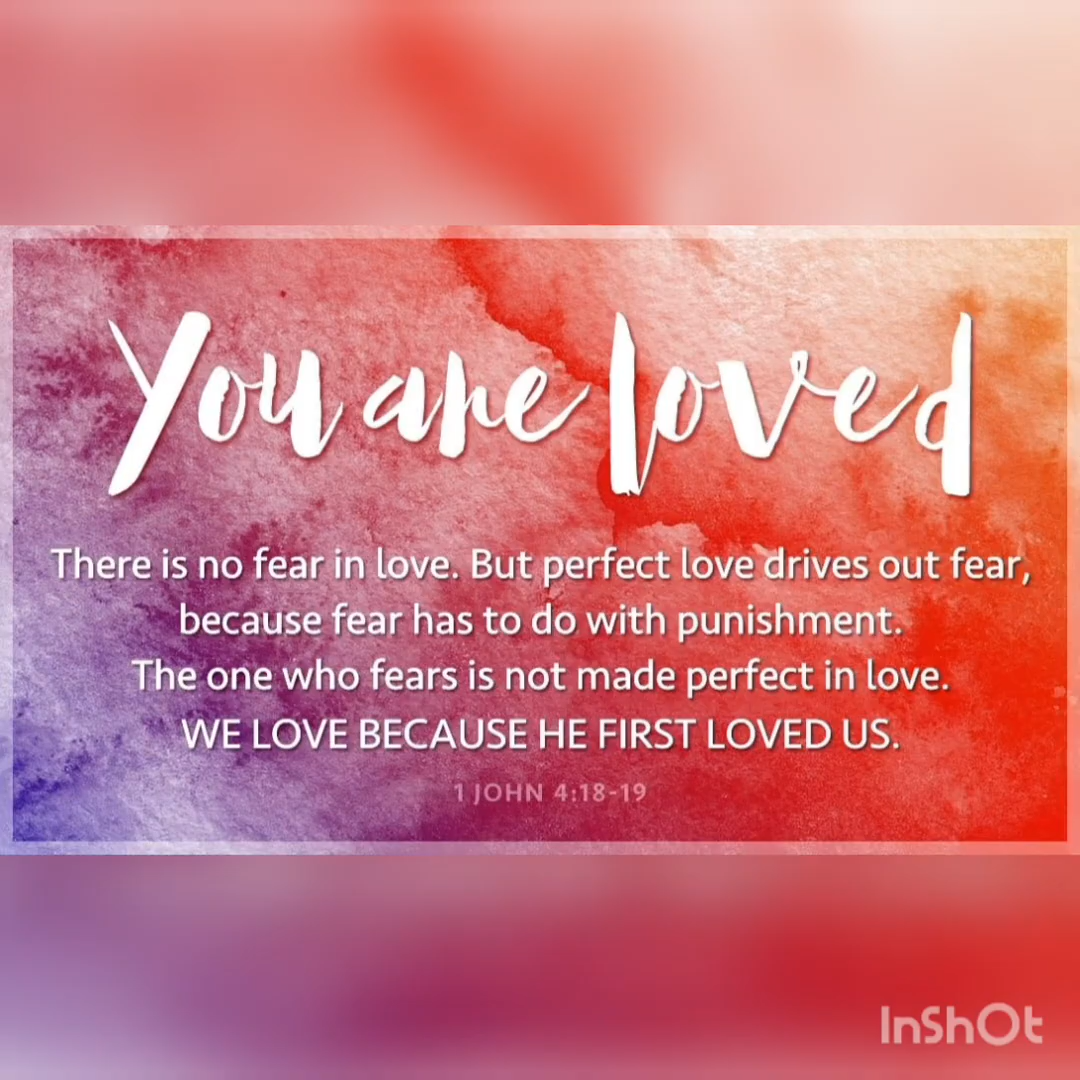 You are loved
There is no fear in love. But perfect love drives out fear,
because fear has to do with punishment.
The one who fears is not made perfect in love.
WE LOVE BECAUSE HE FIRST LOVED US.
1 JOHN 4:18-19
InShOt